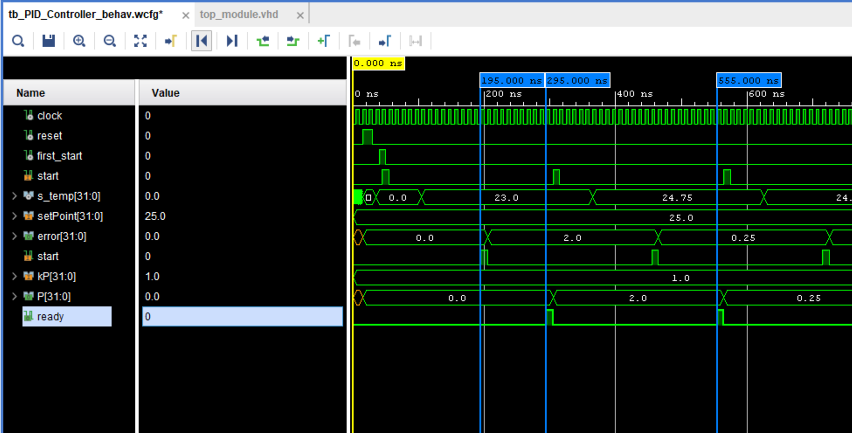 tb_PID_Controller_behav.wcfg* × top_module.vhd ×
0.000 ns
195.000 ns 295.000 ns 555.000 ns
Name Value
0 ns 200 ns 400 ns 600 ns
clock 0
reset 0
first_start 0
start 0
s_temp[31:0] 0.0 0 0.0 23.0 24.75 24.
setPoint[31:0] 25.0 25.0
error[31:0] 0.0 0.0 2.0 0.25
start 0
kP[31:0] 1.0 1.0
P[31:0] 0.0 0.0 2.0 0.25
ready 0